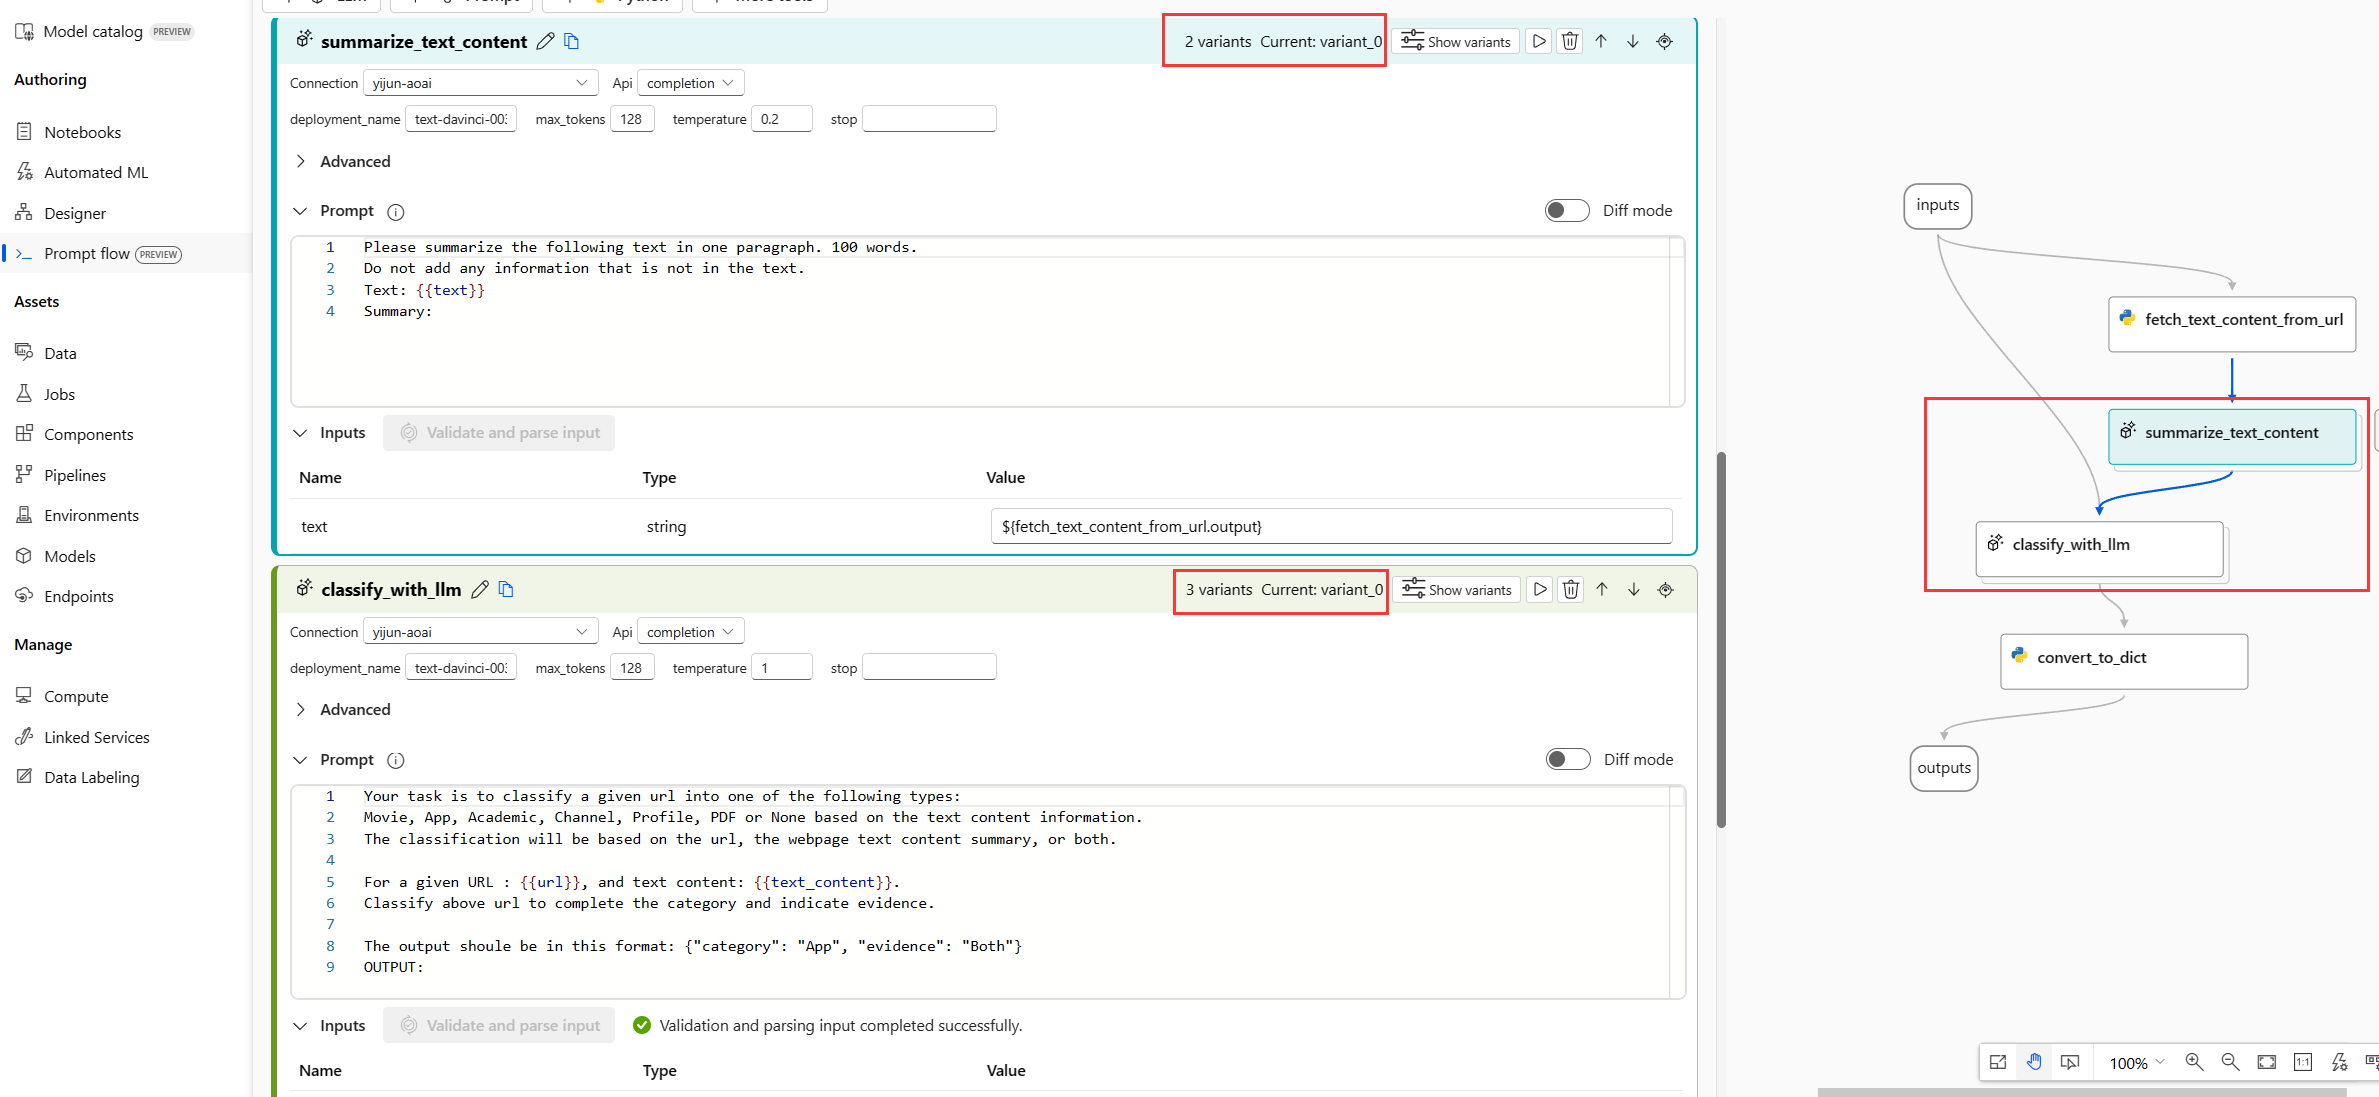 Model catalog PREVIEW
Authoring
Notebooks
Automated ML
Designer
Prompt flow PREVIEW
Assets
Data
Jobs
Components
Pipelines
Environments
Models
Endpoints
Manage
Compute
Linked Services
Data Labeling
summarize_text_content
2 variants Current: variant_0 Show variants
Connection yijun-aoai Api completion
deployment_name text-davinci-003 max_tokens 128 temperature 0.2 stop
Advanced
Prompt
Diff mode
1 Please summarize the following text in one paragraph. 100 words.
2 Do not add any information that is not in the text.
3 Text: {{text}}
4 Summary:
Inputs Validate and parse input
Name Type Value
text string ${fetch_text_content_from_url.output}
classify_with_llm
3 variants Current: variant_0 Show variants
Connection yijun-aoai Api completion
deployment_name text-davinci-003 max_tokens 128 temperature 1 stop
Advanced
Prompt
Diff mode
1 Your task is to classify a given url into one of the following types:
2 Movie, App, Academic, Channel, Profile, PDF or None based on the text content information.
3 The classification will be based on the url, the webpage text content summary, or both.
4
5 For a given URL : {{url}}, and text content: {{text_content}}.
6 Classify above url to complete the category and indicate evidence.
7
8 The output shoule be in this format: {"category": "App", "evidence": "Both"}
9 OUTPUT:
Inputs Validate and parse input Validation and parsing input completed successfully.
Name Type Value
inputs
fetch_text_content_from_url
summarize_text_content
classify_with_llm
convert_to_dict
outputs
100%
1:1